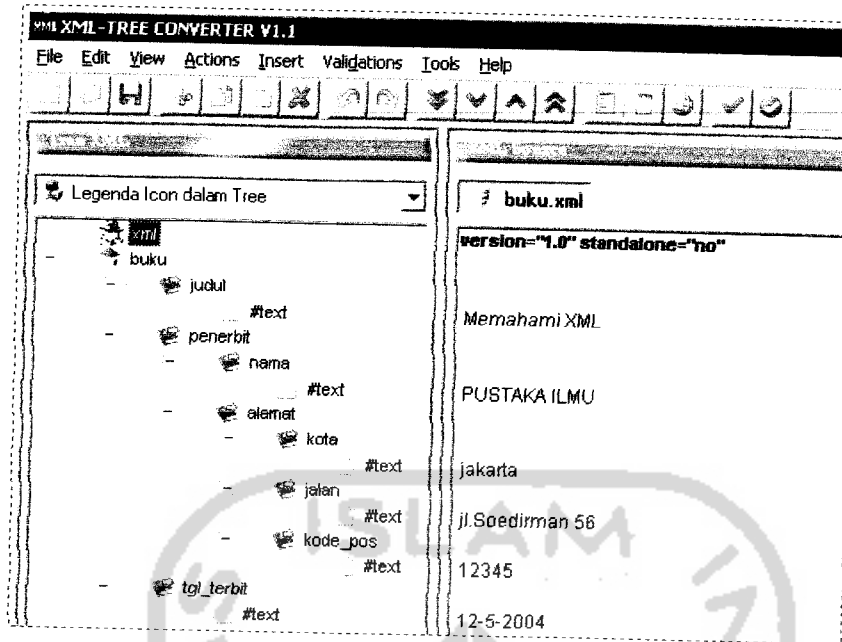 XML XML-TREE CONVERTER V1.1
File Edit View Actions Insert Validations Tools Help
Legenda Icon dalam Tree
buku.xml
xml version="1.0" standalone="no"
buku
judul
#text Memahami XML
penerbit
nama
#text PUSTAKA ILMU
alamat
kota
#text jakarta
jalan
#text jl.Soedirman 56
kode_pos
#text 12345
tgl_terbit
#text 12-5-2004
ISLAM